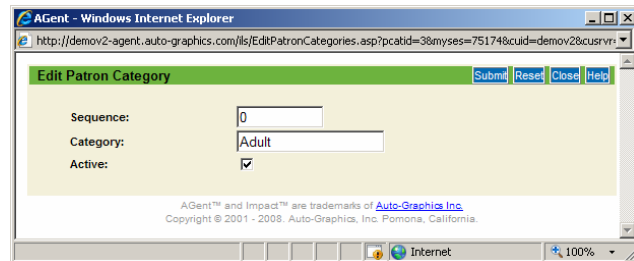 AGent - Windows Internet Explorer
http://demov2-agent.auto-graphics.com/ils/EditPatronCategories.asp?pcatid=3&myses=75174&cuid=demov2&cusrvr=
Edit Patron Category Submit Reset Close Help
Sequence: 0
Category: Adult
Active:
AGent™ and Impact™ are trademarks of Auto-Graphics Inc.
Copyright © 2001 - 2008. Auto-Graphics, Inc. Pomona, California.
Internet 100%